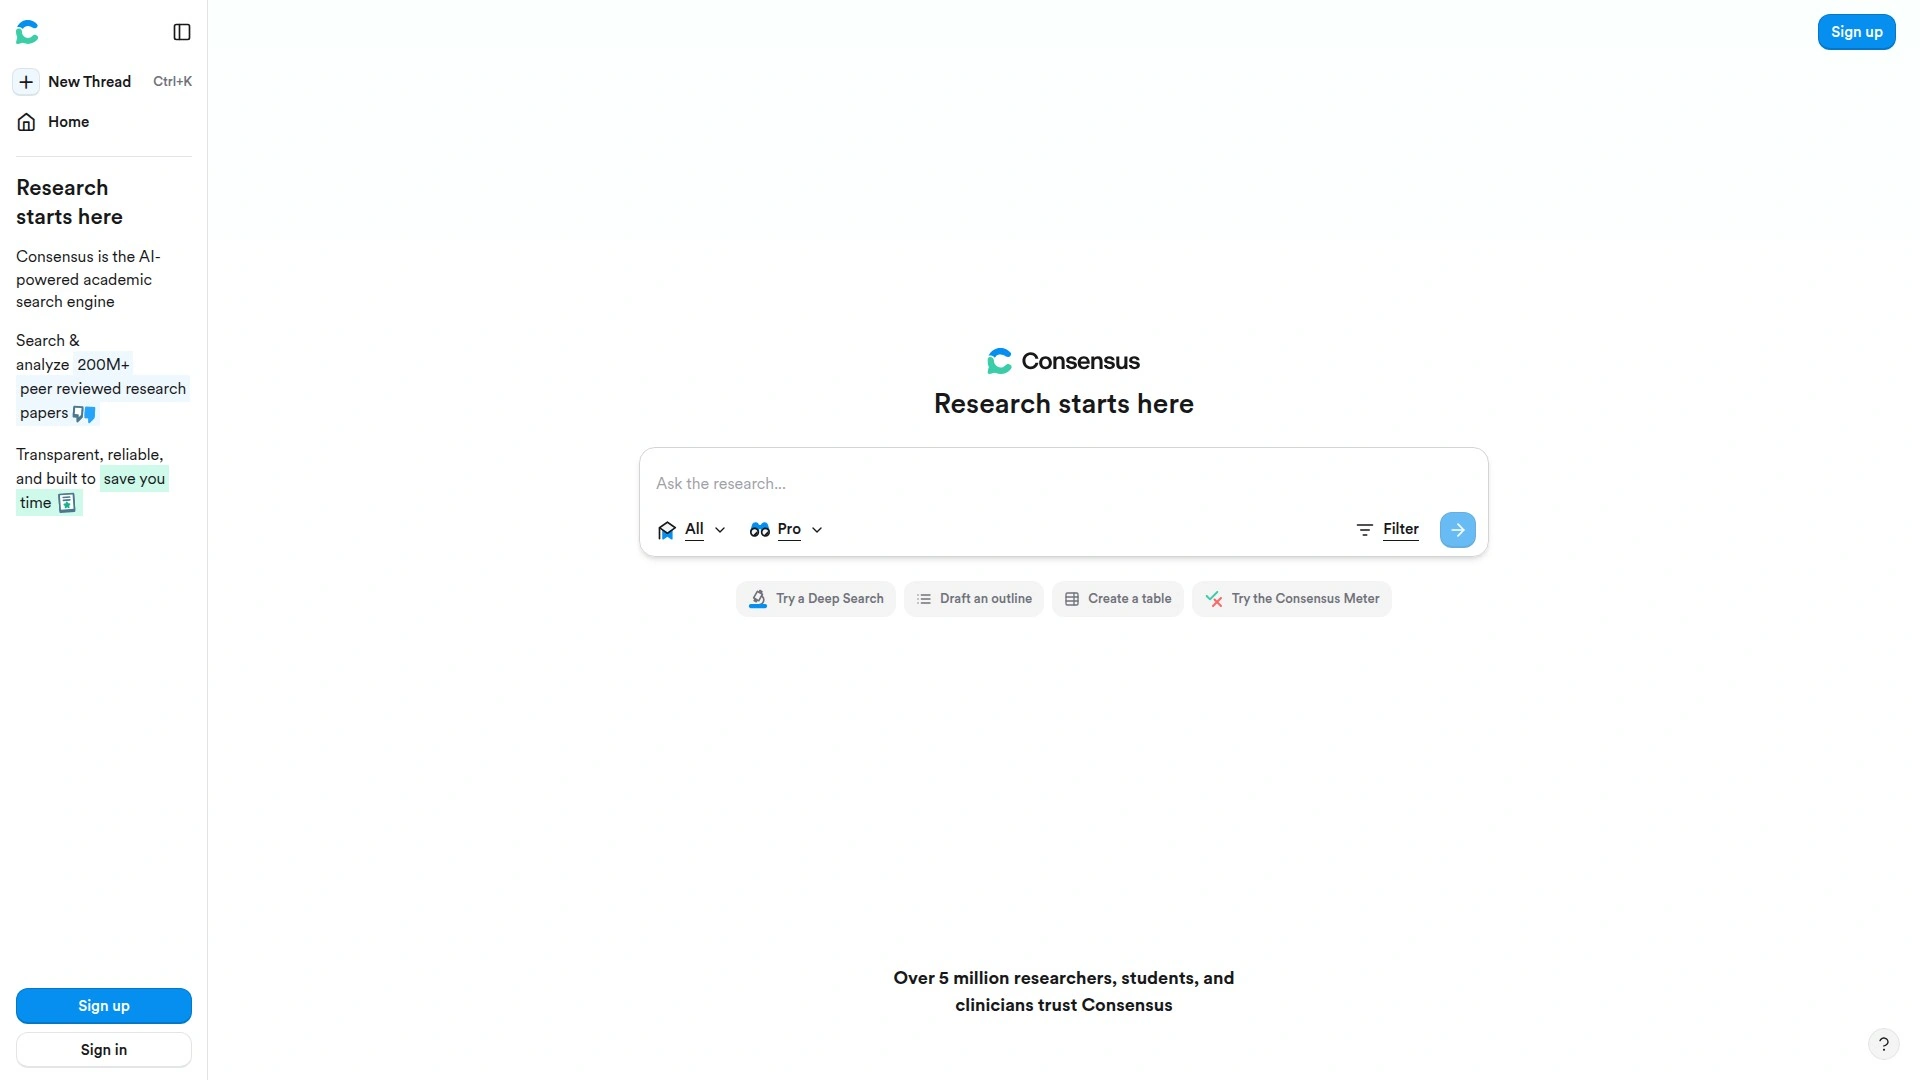 New Thread Ctrl+K
Home
Research
starts here
Consensus is the AI-
powered academic
search engine
Search &
analyze 200M+
peer reviewed research
papers
Transparent, reliable,
and built to save you
time
Sign up
Sign in
Sign up
Consensus
Research starts here
Ask the research...
All Pro Filter
Try a Deep Search Draft an outline Create a table Try the Consensus Meter
Over 5 million researchers, students, and
clinicians trust Consensus
?